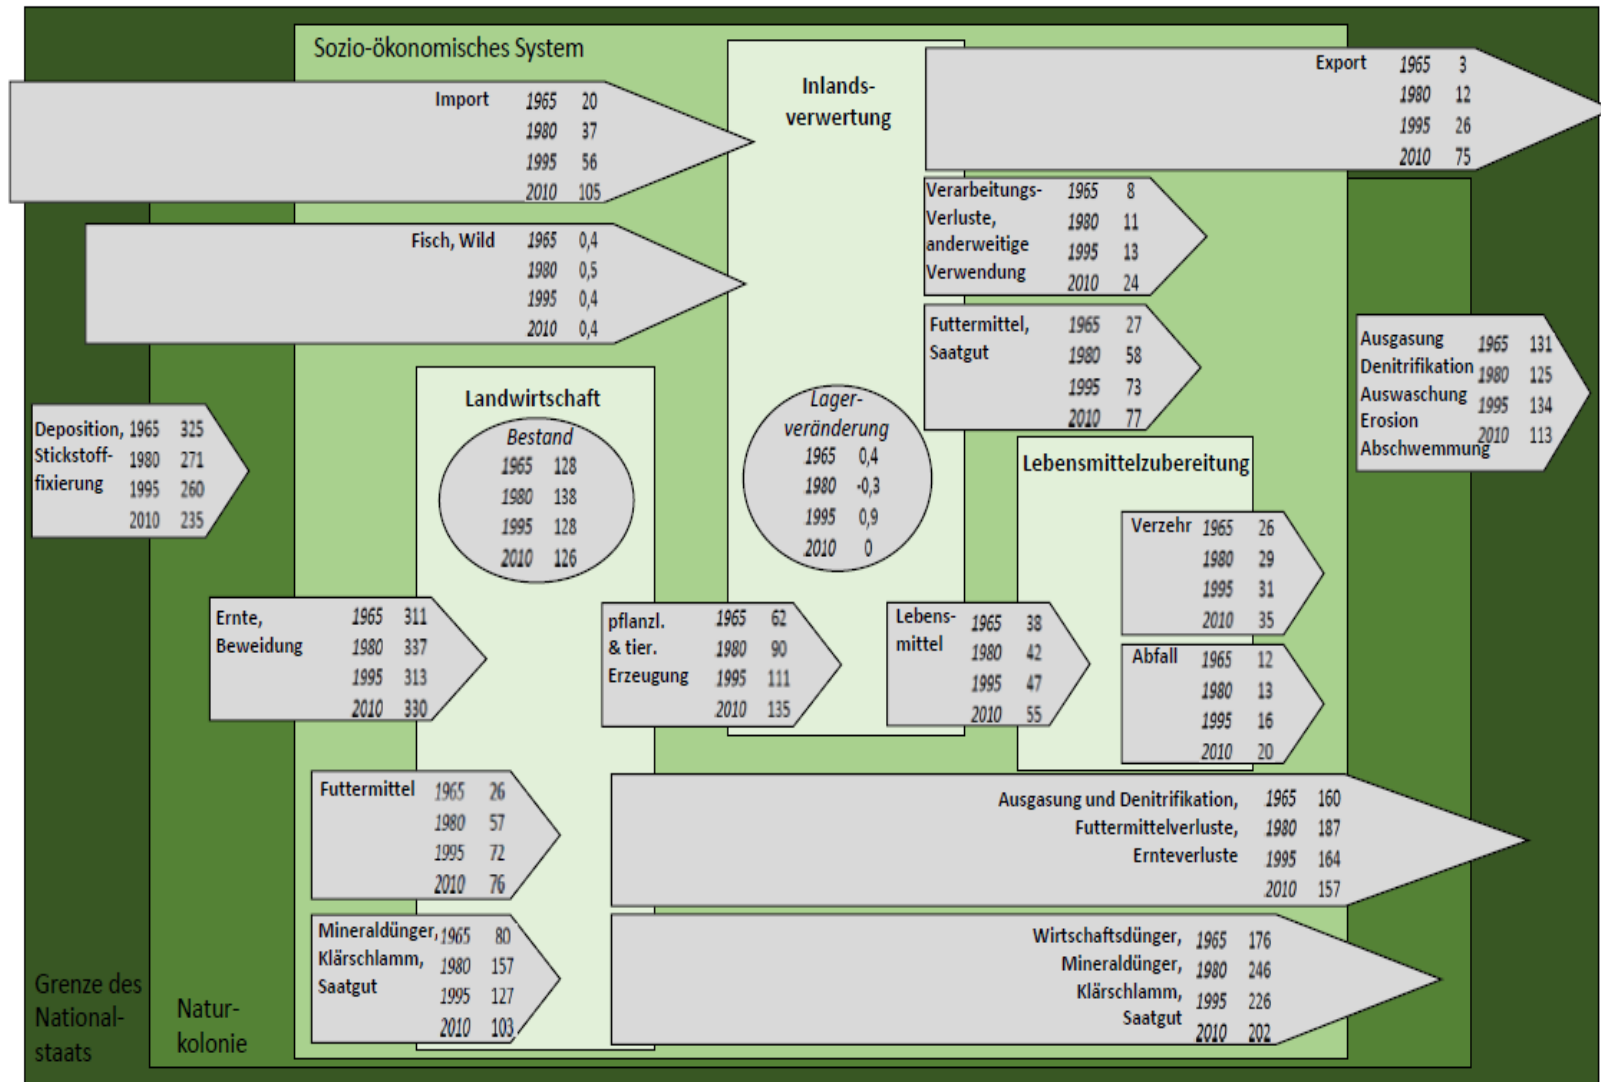 Sozio-ökonomisches System
Import 1965 20
1980 37
1995 56
2010 105
Inlands-
verwertung
Export 1965 3
1980 12
1995 26
2010 75
Fisch, Wild 1965 0,4
1980 0,5
1995 0,4
2010 0,4
Verarbeitungs- 1965 8
Verluste, 1980 11
anderweitige 1995 13
Verwendung 2010 24
Futtermittel, 1965 27
Saatgut 1980 58
1995 73
2010 77
Ausgasung 1965 131
Denitrifikation 1980 125
Auswaschung 1995 134
Erosion 2010 113
Abschwemmung
Deposition, 1965 325
Stickstoff- 1980 271
fixierung 1995 260
2010 235
Landwirtschaft
Bestand
1965 128
1980 138
1995 128
2010 126
Lager-
veränderung
1965 0,4
1980 -0,3
1995 0,9
2010 0
Lebensmittelzubereitung
Verzehr 1965 26
1980 29
1995 31
2010 35
Ernte, 1965 311
Beweidung 1980 337
1995 313
2010 330
pflanzl. 1965 62
& tier. 1980 90
Erzeugung 1995 111
2010 135
Lebens- 1965 38
mittel 1980 42
1995 47
2010 55
Abfall 1965 12
1980 13
1995 16
2010 20
Futtermittel 1965 26
1980 57
1995 72
2010 76
Ausgasung und Denitrifikation, 1965 160
Futtermittelverluste, 1980 187
Ernteverluste 1995 164
2010 157
Mineraldünger, 1965 80
Klärschlamm, 1980 157
Saatgut 1995 127
2010 103
Wirtschaftsdünger, 1965 176
Mineraldünger, 1980 246
Klärschlamm, 1995 226
Saatgut 2010 202
Grenze des
National-
staats
Natur-
kolonie